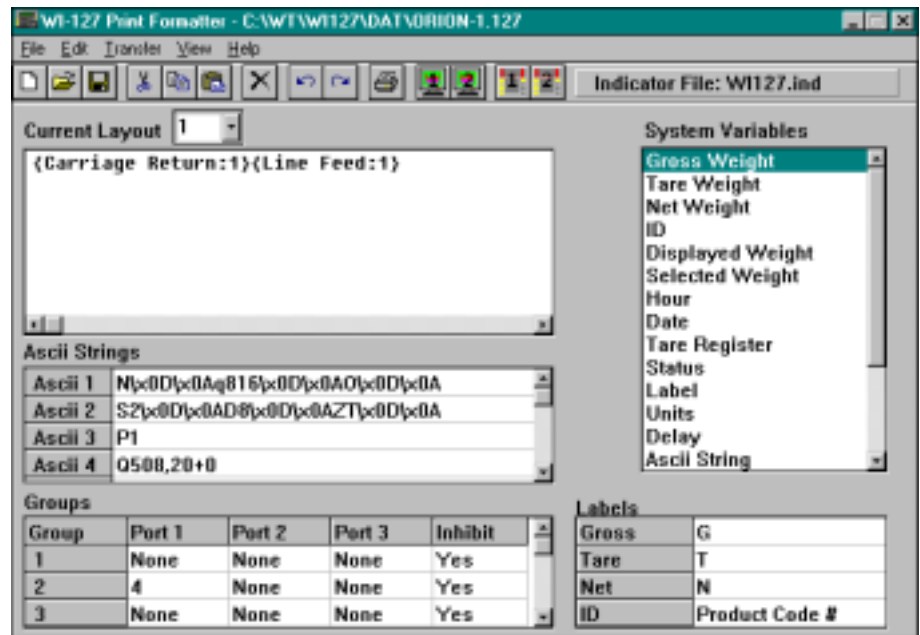 WI-127 Print Formatter - C:\WT\WI127\DAT\ORION-1.127
File Edit Transfer View Help
1 2 1 2 Indicator File: WI127.ind
Current Layout 1
{Carriage Return:1}{Line Feed:1}
System Variables
Gross Weight
Tare Weight
Net Weight
ID
Displayed Weight
Selected Weight
Hour
Date
Tare Register
Status
Label
Units
Delay
Ascii String
Ascii Strings
Ascii 1 N\x0D\x0Aq816\x0D\x0AO\x0D\x0A
Ascii 2 S2\x0D\x0AD8\x0D\x0AZT\x0D\x0A
Ascii 3 P1
Ascii 4 Q508,20+0
Groups
Group Port 1 Port 2 Port 3 Inhibit
1 None None None Yes
2 4 None None Yes
3 None None None Yes
Labels
Gross G
Tare T
Net N
ID Product Code #